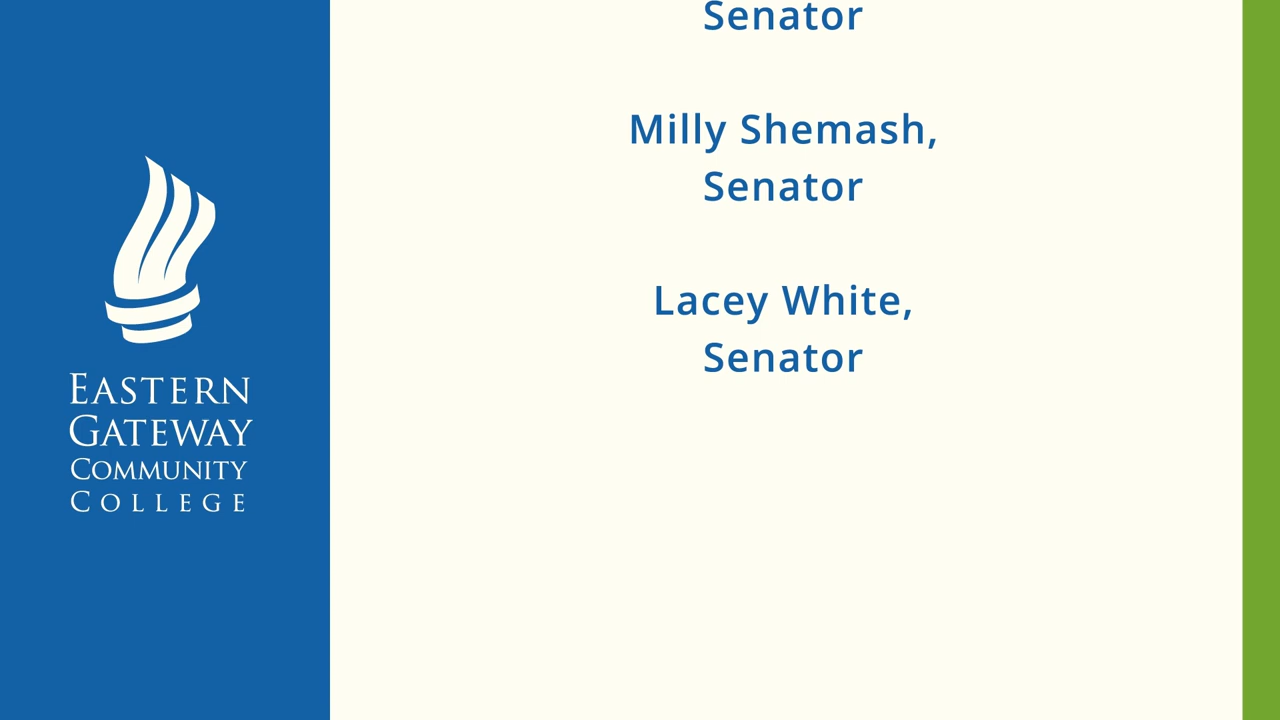 Senator
Milly Shemash,
Senator
Lacey White,
Senator
EASTERN
GATEWAY
COMMUNITY
COLLEGE